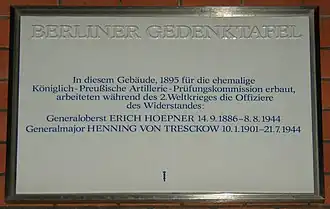 BERLINER GEDENKTAFEL
In diesem Gebäude, 1895 für die ehemalige
Königlich-Preußische Artillerie-Prüfungskommission erbaut,
arbeiteten während des 2.Weltkrieges die Offiziere
des Widerstandes:
Generaloberst ERICH HOEPNER 14.9.1886–8.8.1944
Generalmajor HENNING VON TRESCKOW 10.1.1901–21.7.1944